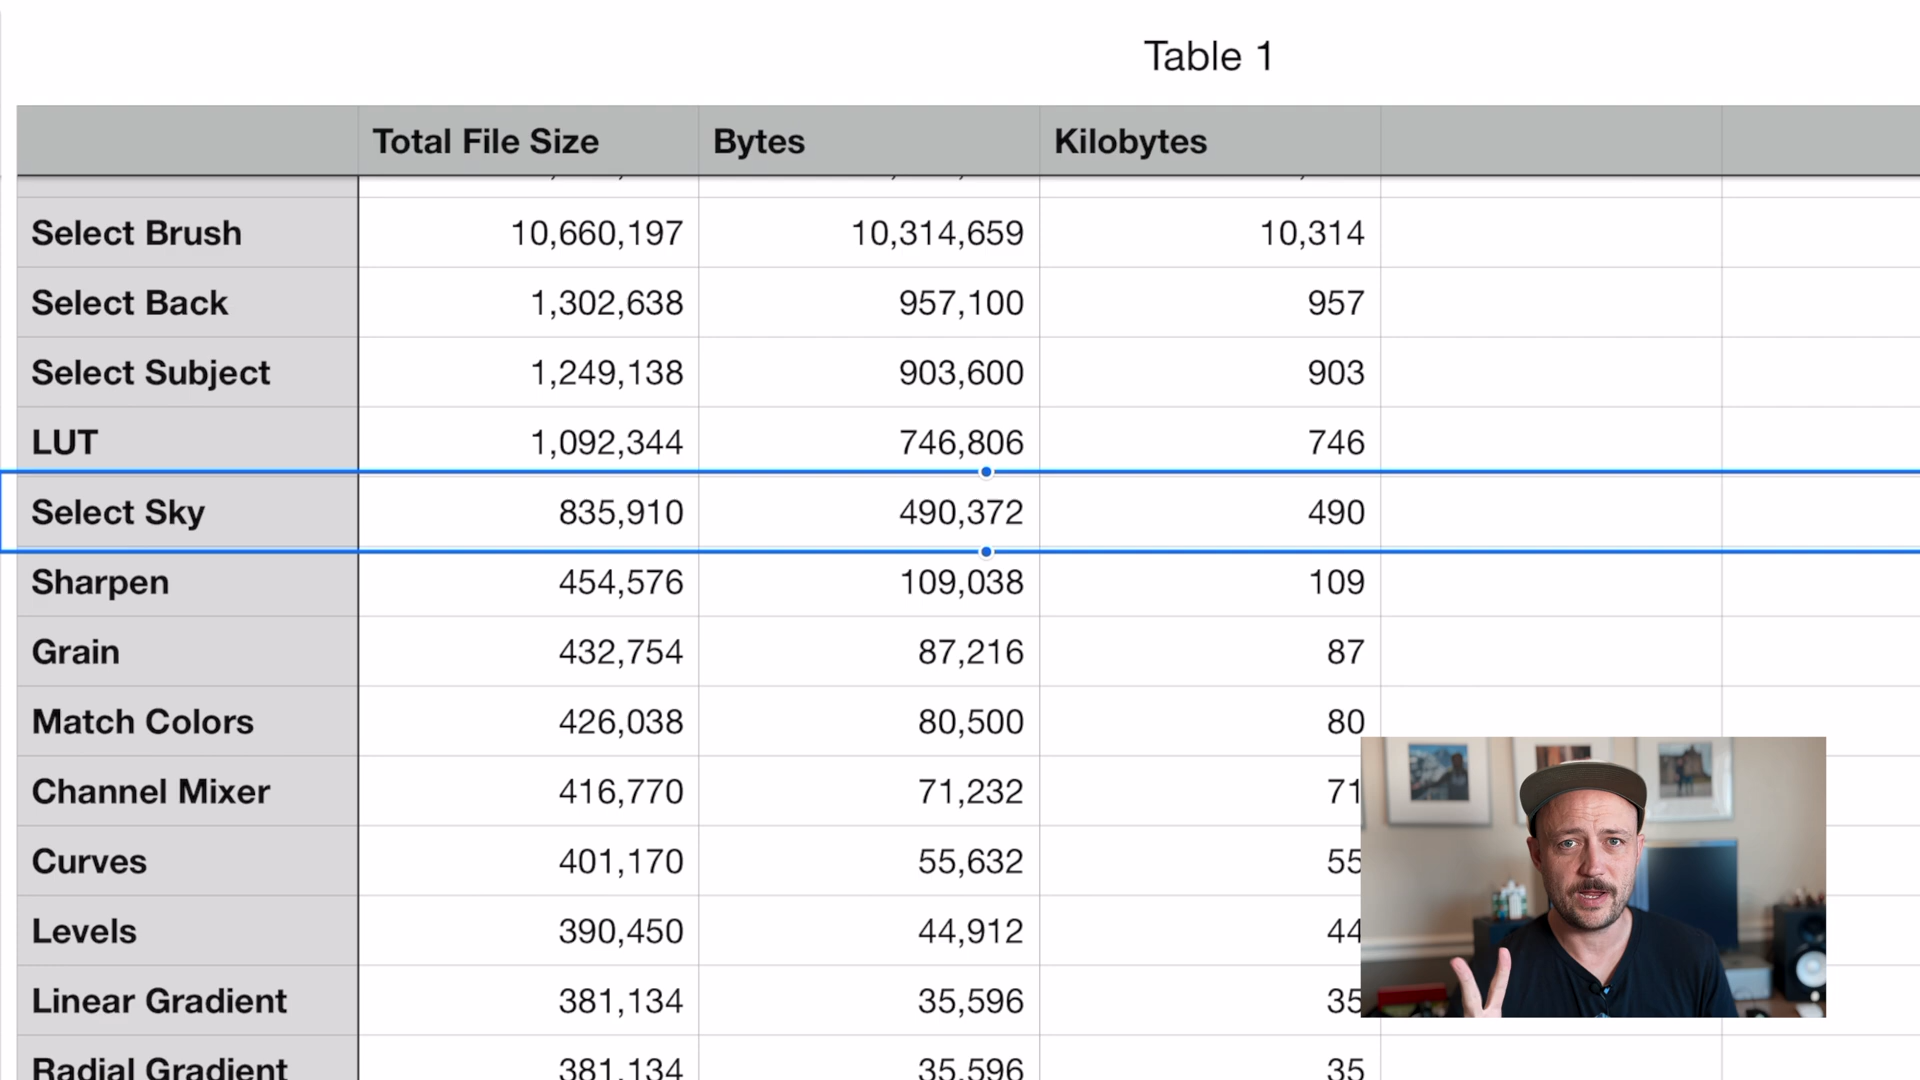 Table 1
Total File Size Bytes Kilobytes
Select Brush 10,660,197 10,314,659 10,314
Select Back 1,302,638 957,100 957
Select Subject 1,249,138 903,600 903
LUT 1,092,344 746,806 746
Select Sky 835,910 490,372 490
Sharpen 454,576 109,038 109
Grain 432,754 87,216 87
Match Colors 426,038 80,500 80
Channel Mixer 416,770 71,232 71
Curves 401,170 55,632 55
Levels 390,450 44,912 44
Linear Gradient 381,134 35,596 35
Radial Gradient 381,134 35,596 35